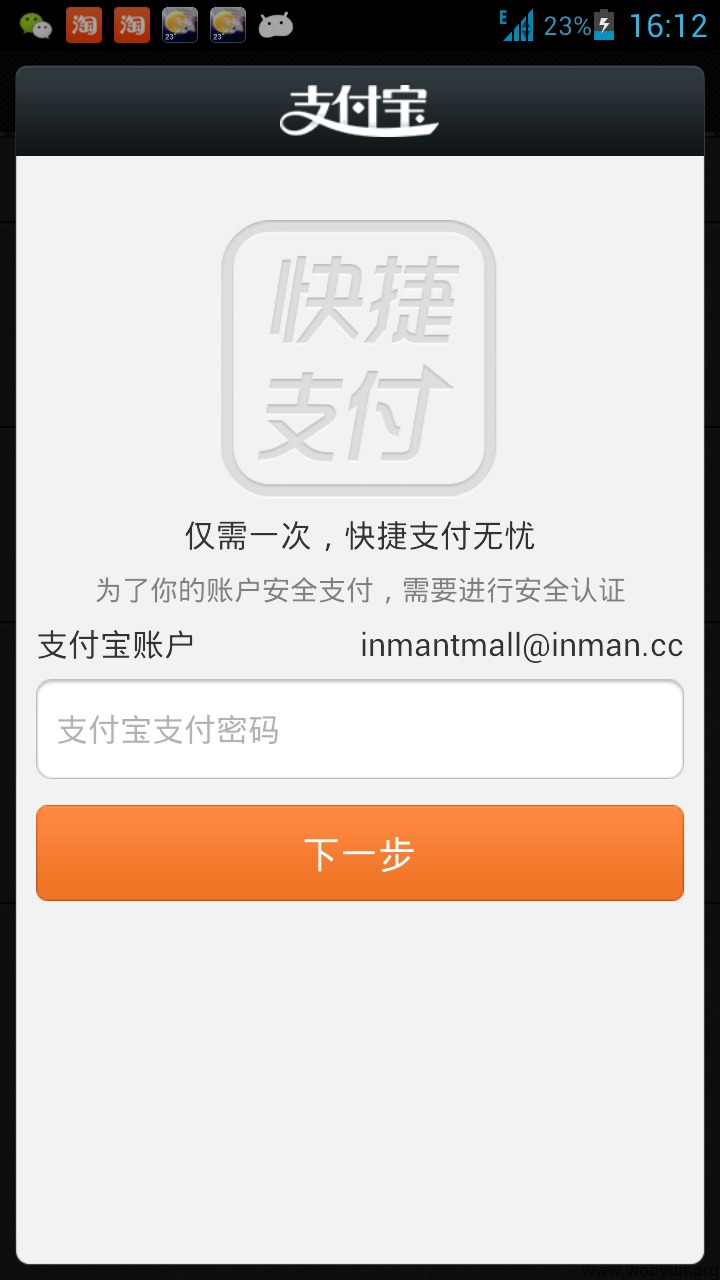 淘 淘 23° 23° E 23% 16:12
支付宝
快捷
支付
仅需一次，快捷支付无忧
为了你的账户安全支付，需要进行安全认证
支付宝账户 inmantmall@inman.cc
支付宝支付密码
下一步
www.wooyun.org